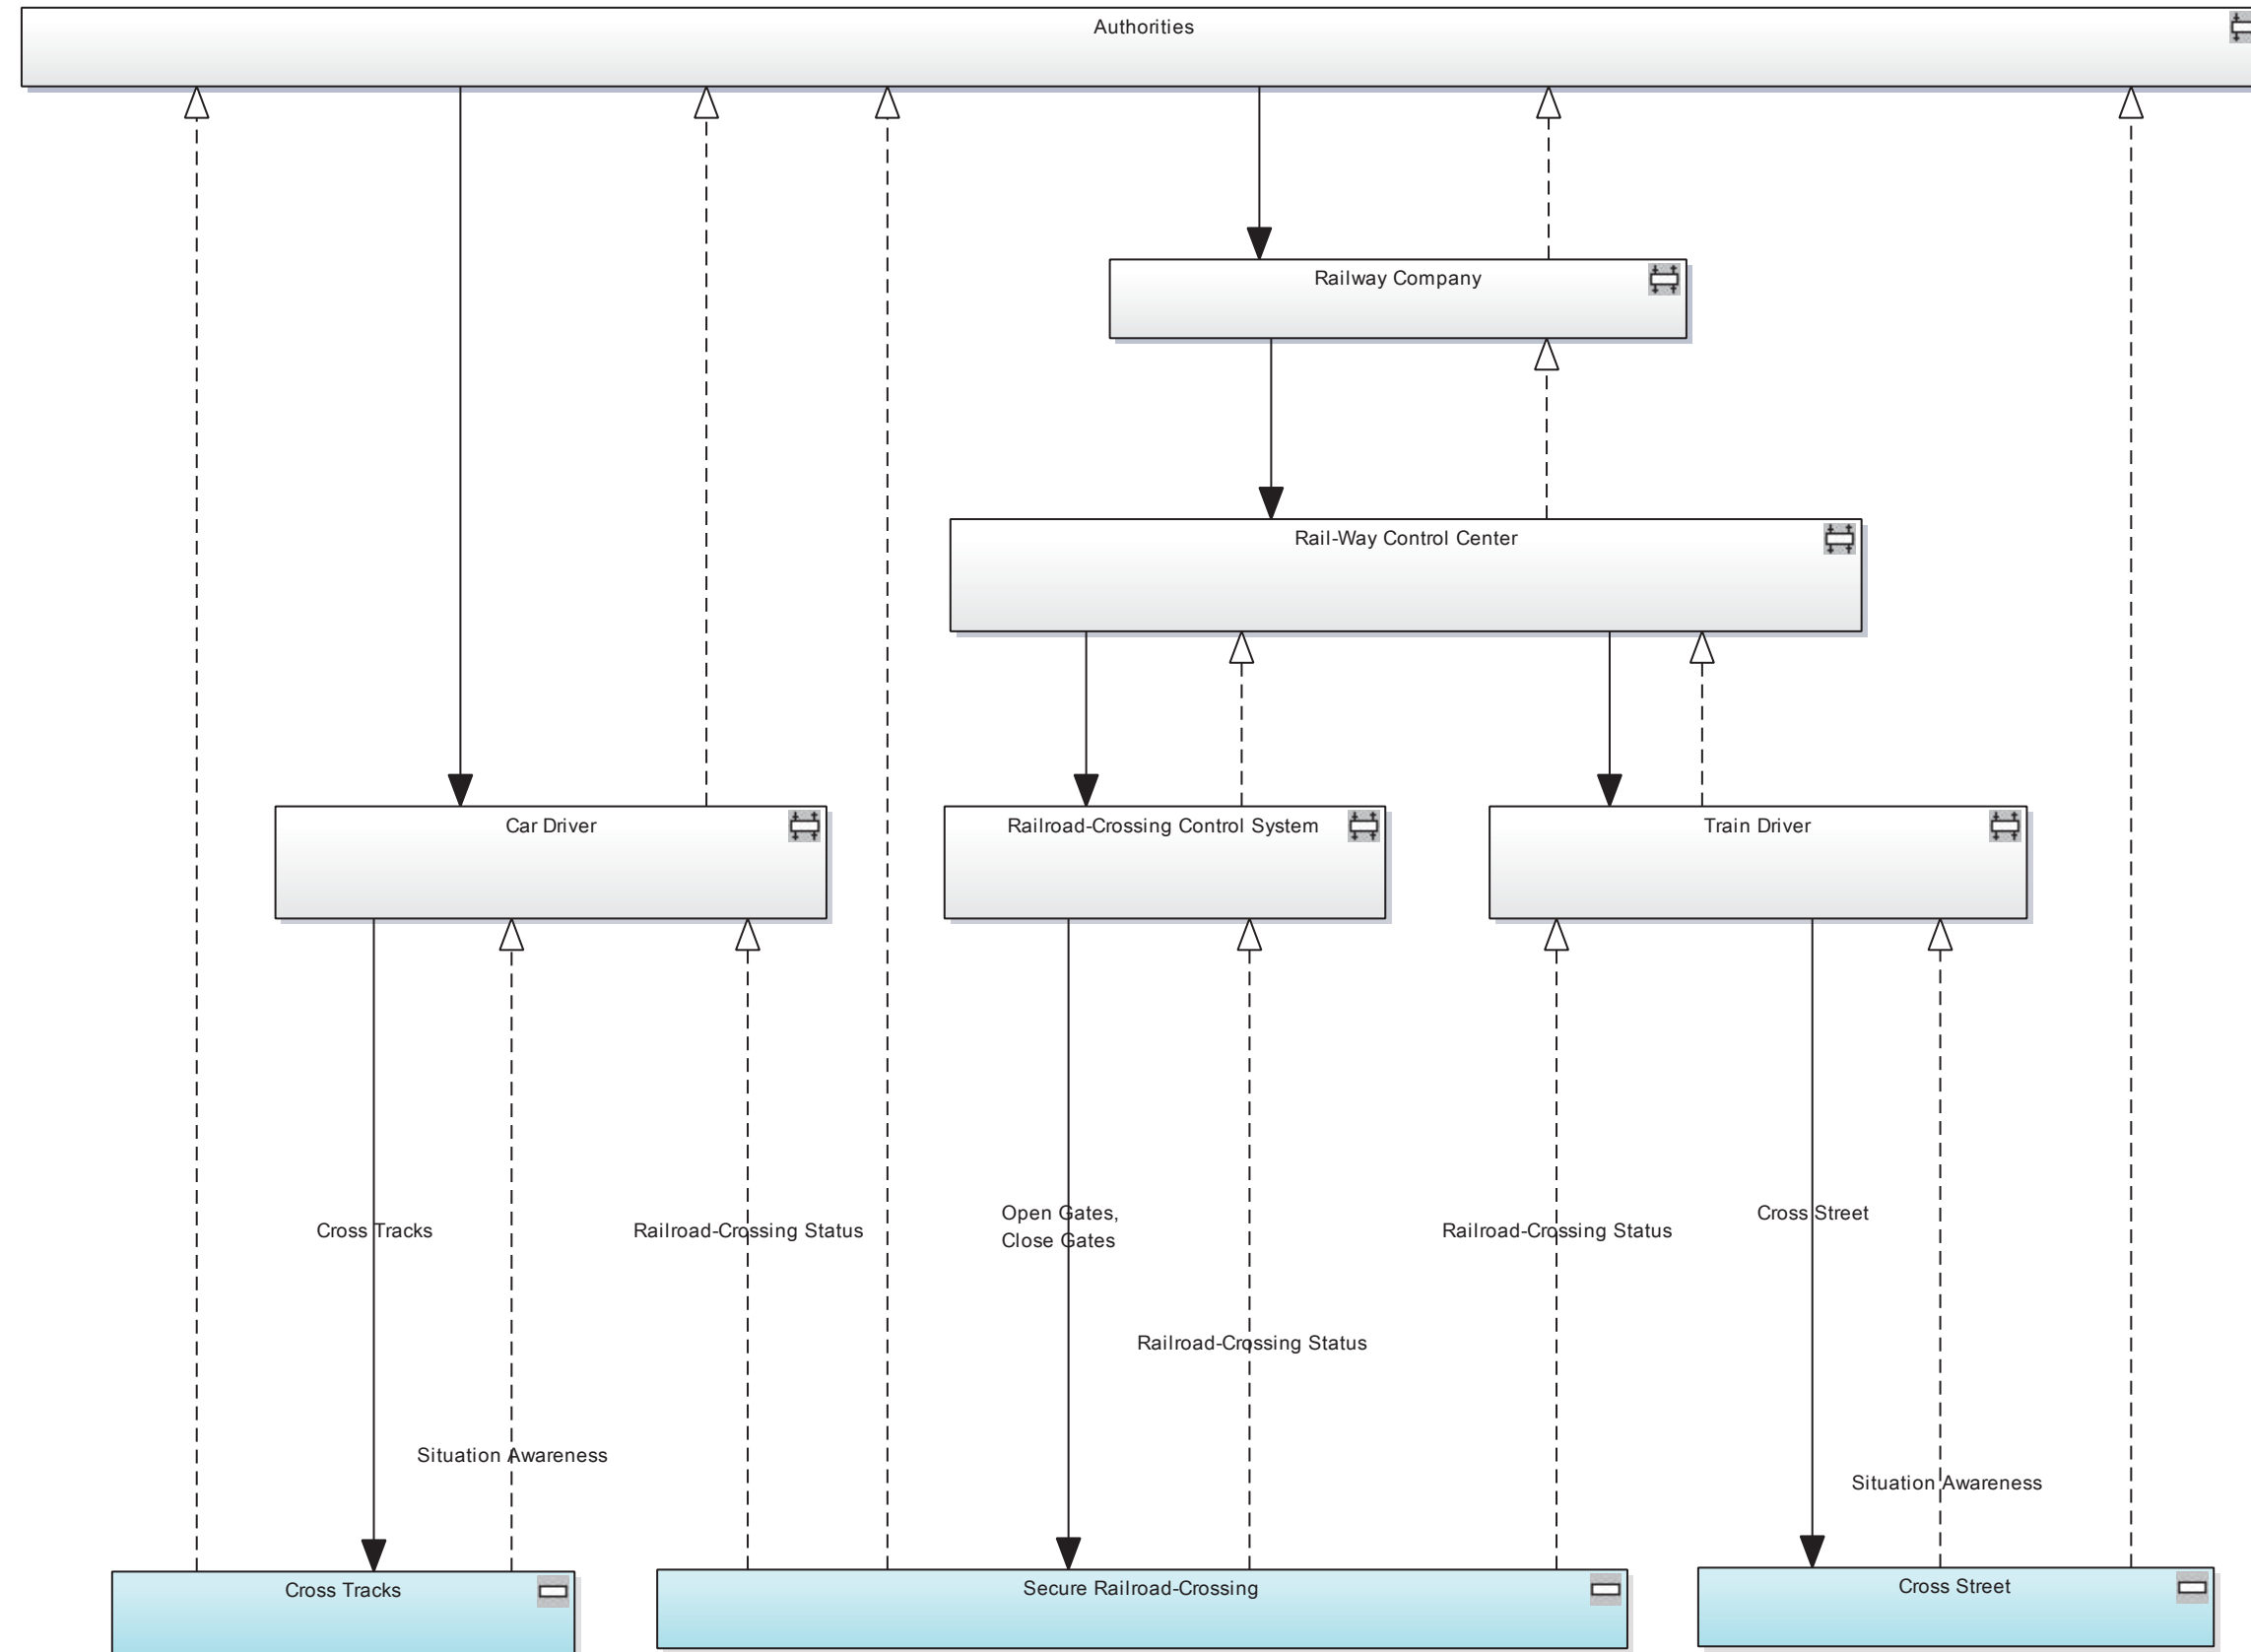 Authorities
Railway Company
Rail-Way Control Center
Car Driver
Railroad-Crossing Control System
Train Driver
Open Gates,
Close Gates
Cross Street
Cross Tracks
Railroad-Crossing Status
Railroad-Crossing Status
Railroad-Crossing Status
Situation Awareness
Situation Awareness
Cross Tracks
Secure Railroad-Crossing
Cross Street